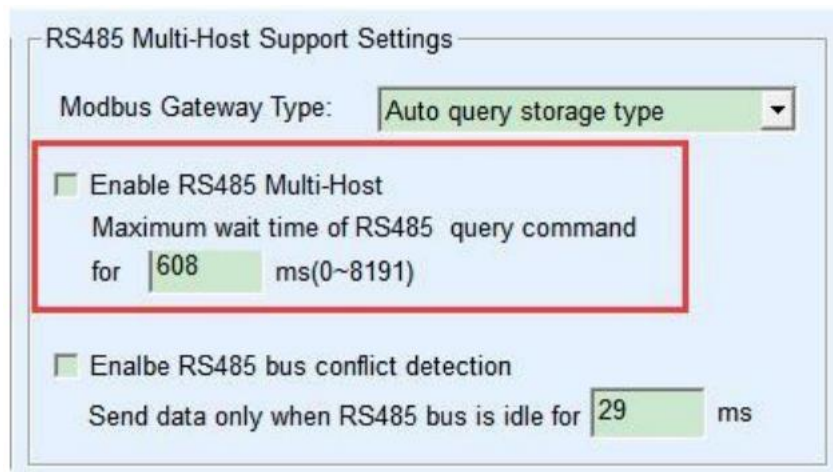 RS485 Multi-Host Support Settings
Modbus Gateway Type: Auto query storage type
Enable RS485 Multi-Host
Maximum wait time of RS485 query command
for 608 ms(0~8191)
Enalbe RS485 bus conflict detection
Send data only when RS485 bus is idle for 29 ms